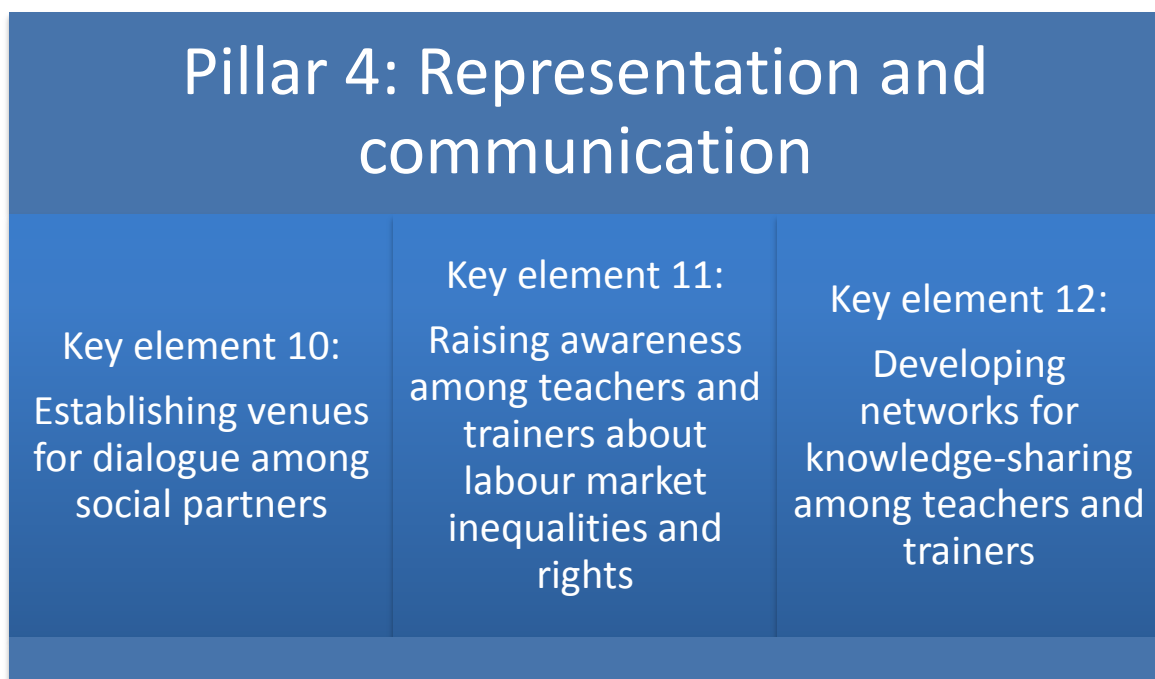 Pillar 4: Representation and
communication
Key element 10:
Establishing venues
for dialogue among
social partners
Key element 11:
Raising awareness
among teachers and
trainers about
labour market
inequalities and
rights
Key element 12:
Developing
networks for
knowledge-sharing
among teachers and
trainers